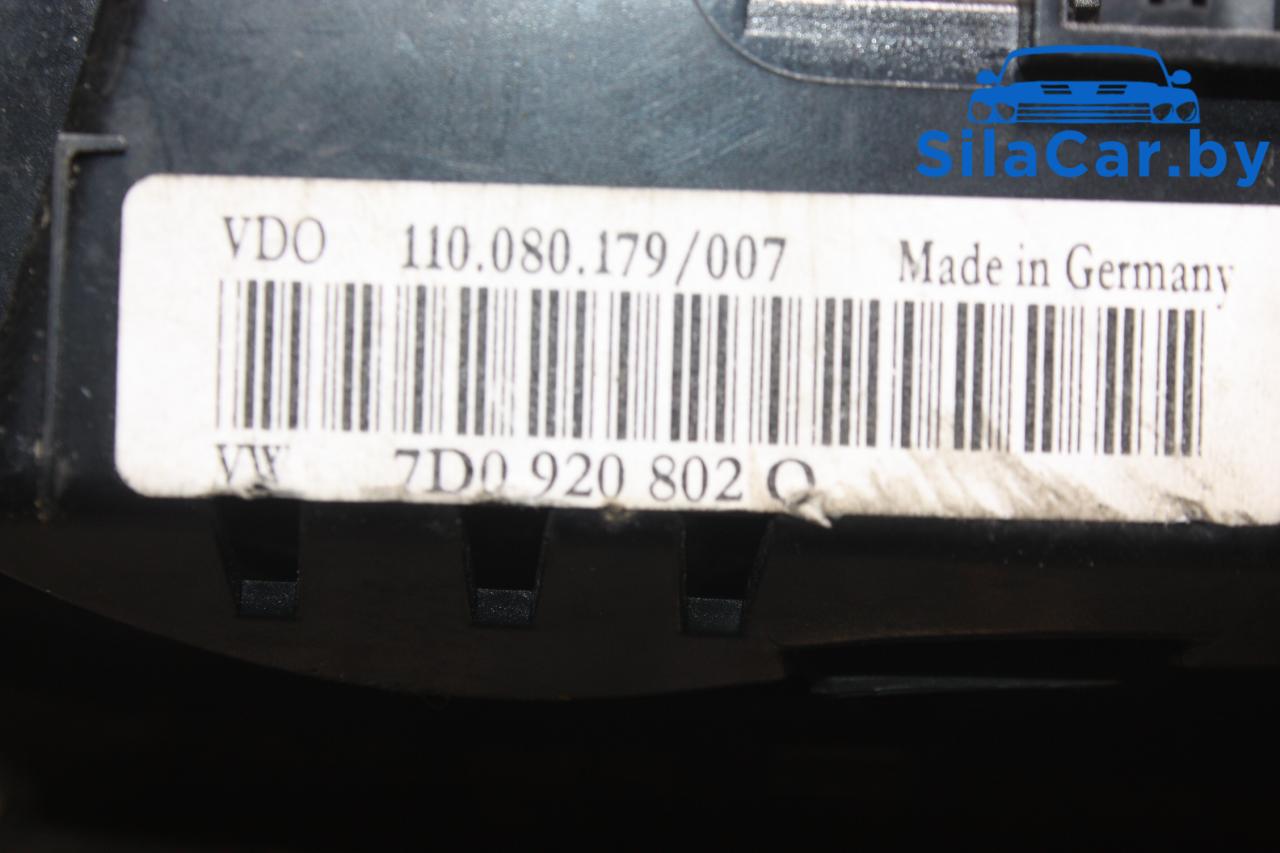 SilaCar.by
VDO 110.080.179/007 Made in Germany
VW 7D0 920 802